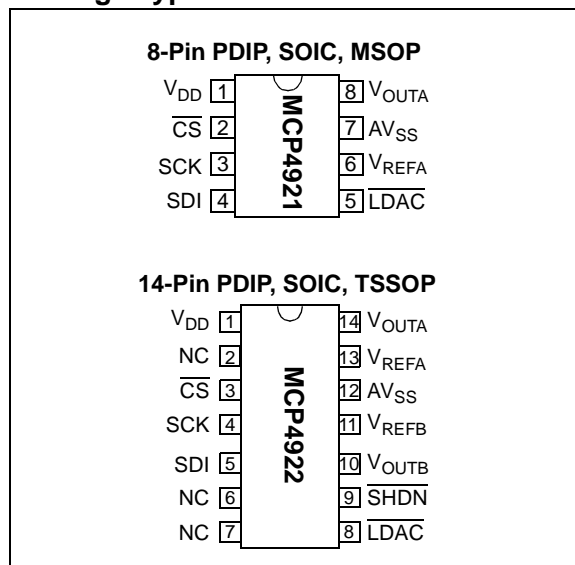 8-Pin PDIP, SOIC, MSOP
VDD 1 8 VOUTA
CS 2 7 AVSS
SCK 3 6 VREFA
SDI 4 5 LDAC
MCP4921
14-Pin PDIP, SOIC, TSSOP
VDD 1 14 VOUTA
NC 2 13 VREFA
CS 3 12 AVSS
SCK 4 11 VREFB
SDI 5 10 VOUTB
NC 6 9 SHDN
NC 7 8 LDAC
MCP4922